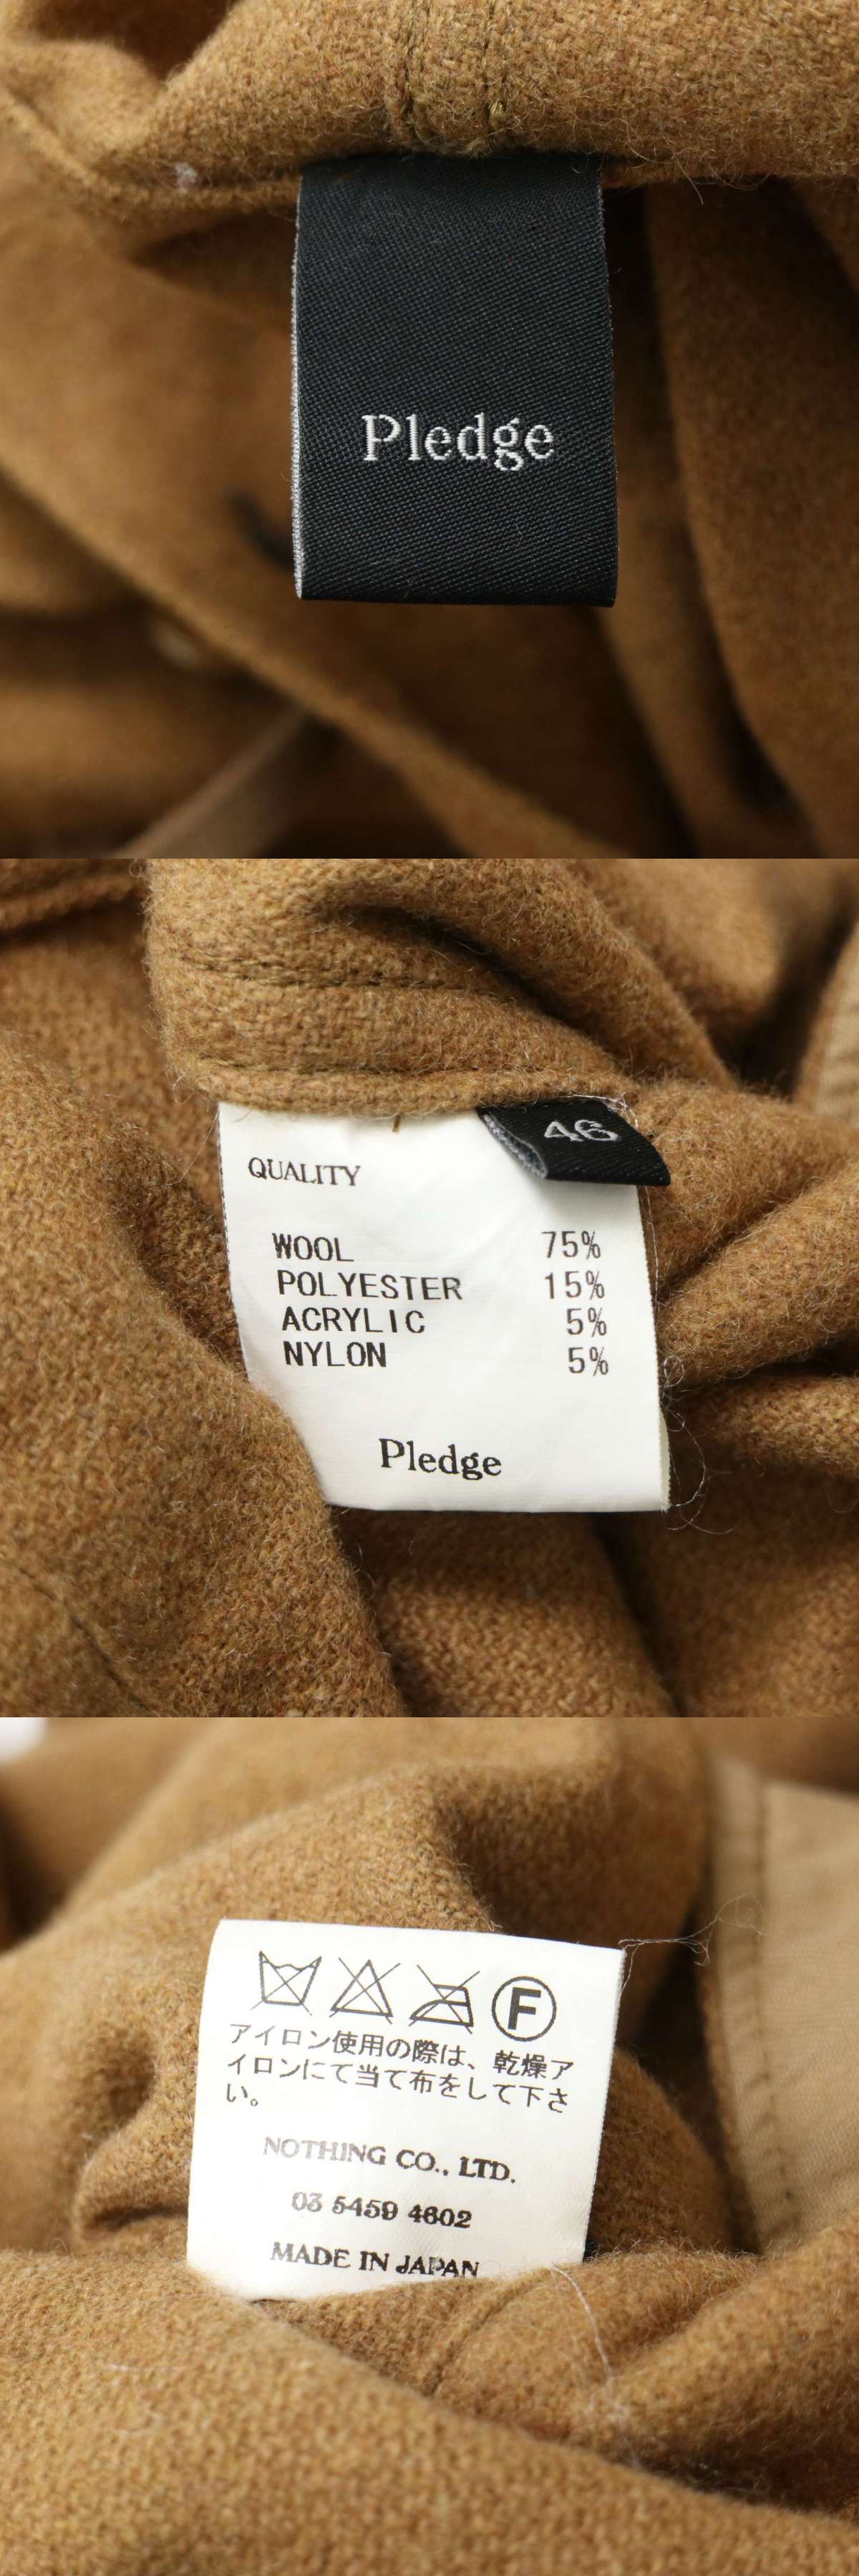 Pledge
46
QUALITY
WOOL 75%
POLYESTER 15%
ACRYLIC 5%
NYLON 5%
Pledge
F
アイロン使用の際は、乾燥ア
イロンにて当て布をして下さ
い。
NOTHING CO., LTD.
03 5459 4602
MADE IN JAPAN